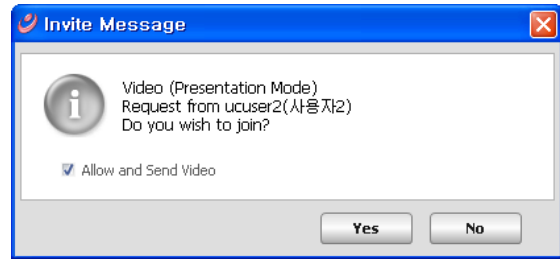 Invite Message
Video (Presentation Mode)
Request from ucuser2(사용자2)
Do you wish to join?
Allow and Send Video
Yes No